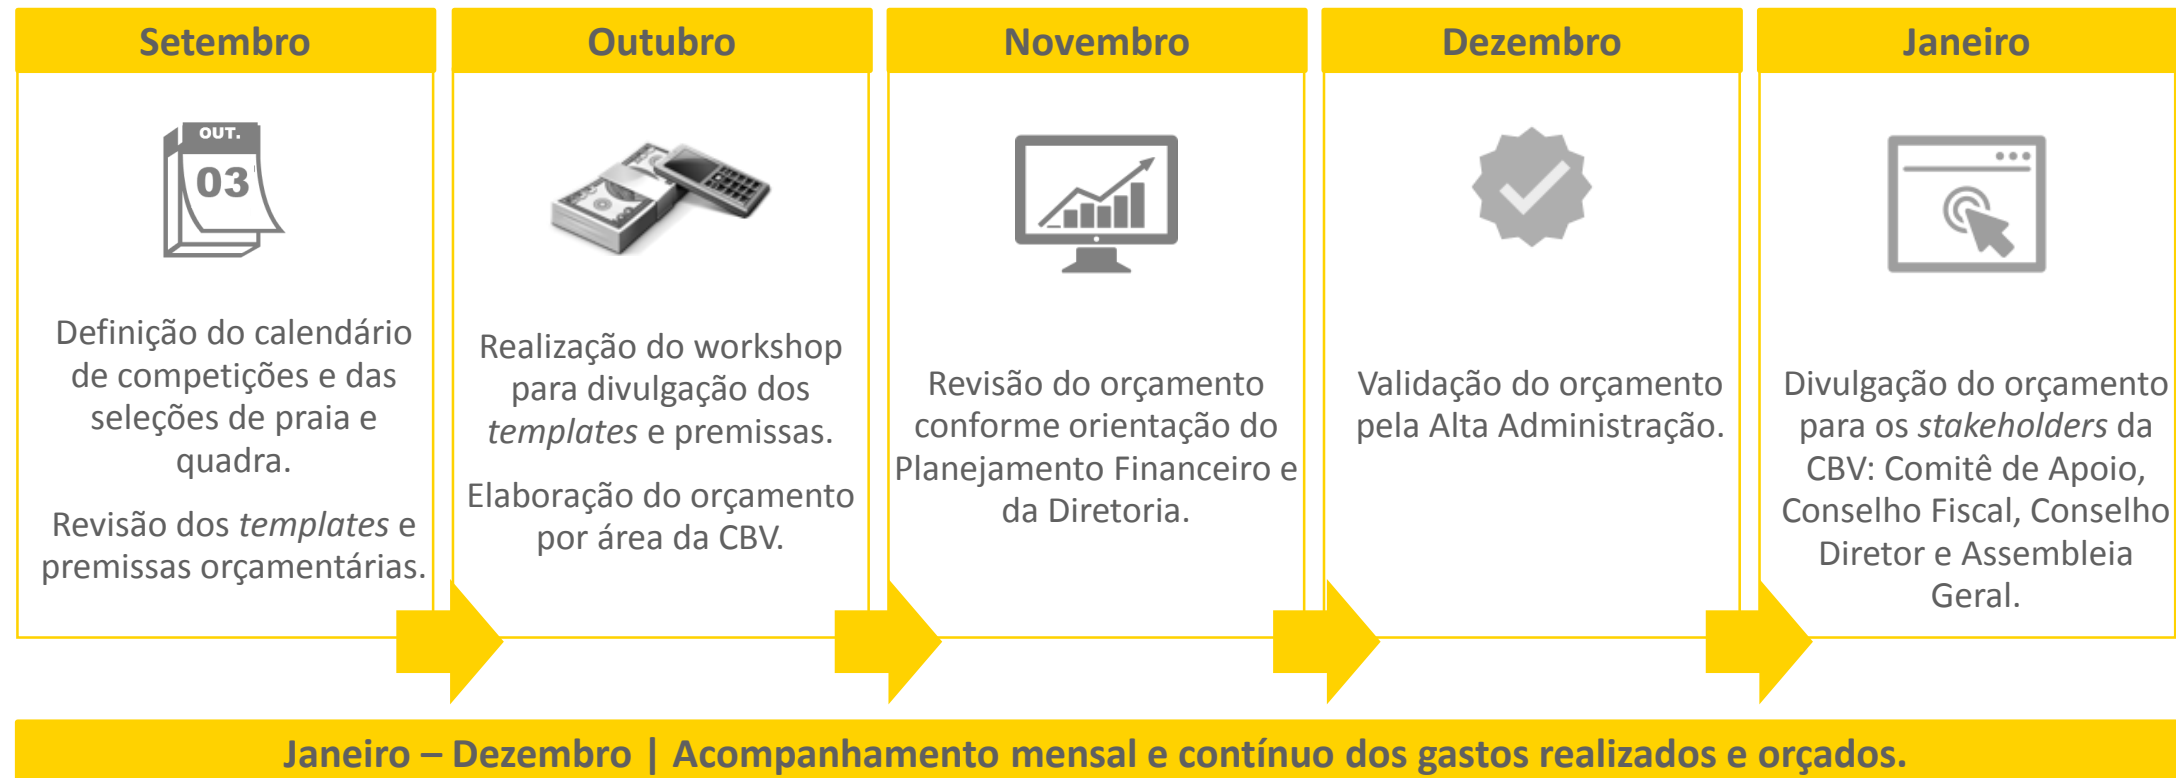 Setembro
OUT.
03
Definição do calendário
de competições e das
seleções de praia e
quadra.
Revisão dos templates e
premissas orçamentárias.
Outubro
Realização do workshop
para divulgação dos
templates e premissas.
Elaboração do orçamento
por área da CBV.
Novembro
Revisão do orçamento
conforme orientação do
Planejamento Financeiro e
da Diretoria.
Dezembro
Validação do orçamento
pela Alta Administração.
Janeiro
Divulgação do orçamento
para os stakeholders da
CBV: Comitê de Apoio,
Conselho Fiscal, Conselho
Diretor e Assembleia
Geral.
Janeiro – Dezembro | Acompanhamento mensal e contínuo dos gastos realizados e orçados.